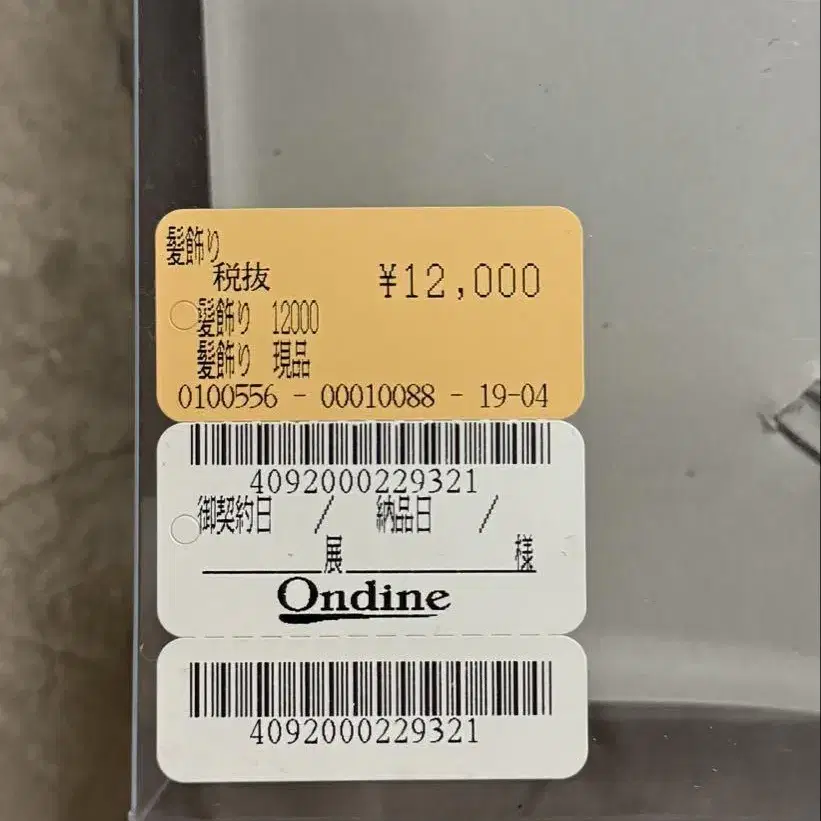 髪飾り
税抜 ¥12,000
髪飾り 12000
髪飾り 現品
0100556 - 00010088 - 19-04
4092000229321
御契約日 / 納品日 /
展 様
Ondine
4092000229321